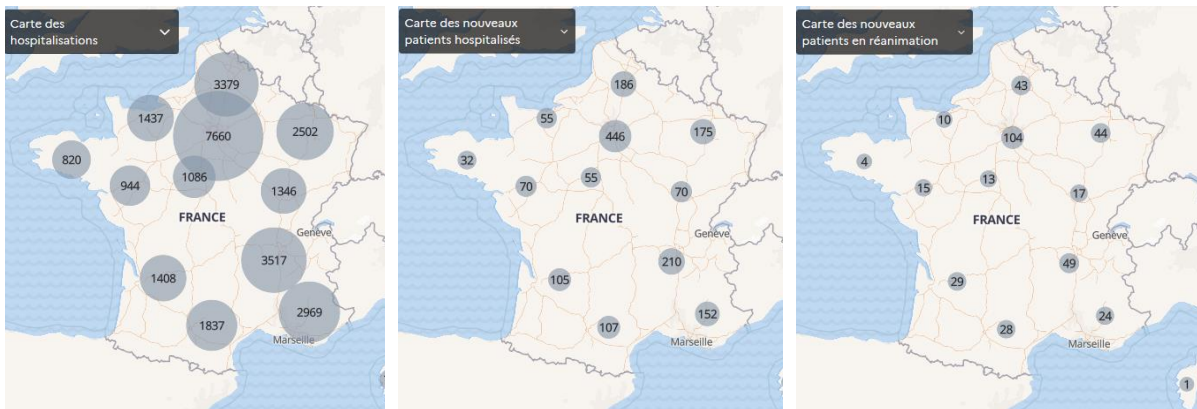 Carte des
hospitalisations
3379
1437
7660
2502
820
944
1086
1346
FRANCE
Genève
3517
1408
1837
2969
Marseille
Carte des nouveaux
patients hospitalisés
186
55
446
175
32
70
55
70
FRANCE
Genève
210
105
107
152
Marseille
Carte des nouveaux
patients en réanimation
43
10
104
44
4
15
13
17
FRANCE
Genève
49
29
28
24
Marseille
1